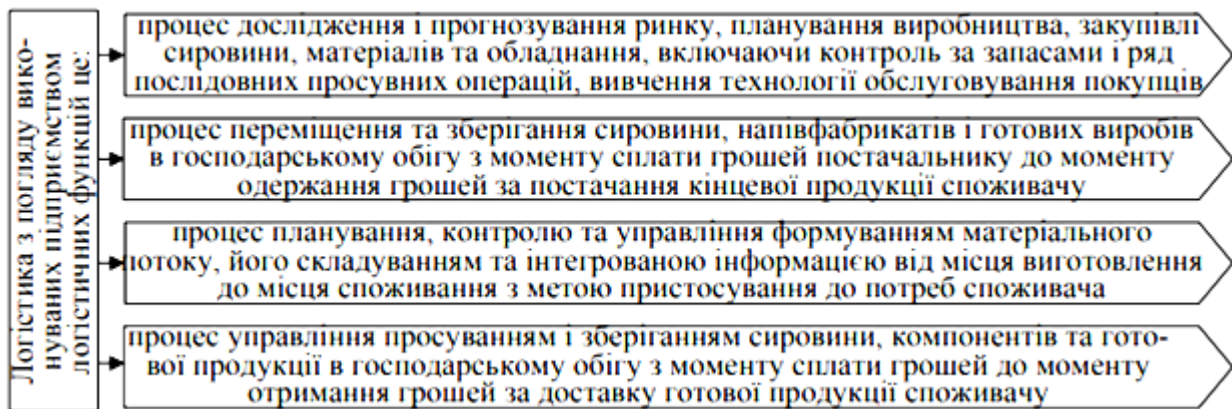 Логістика з погляду вико-
нуваних підприємством
логістичних функцій це:
процес дослідження і прогнозування ринку, планування виробництва, закупівлі
сировини, матеріалів та обладнання, включаючи контроль за запасами і ряд
послідовних просувних операцій, вивчення технології обслуговування покупців
процес переміщення та зберігання сировини, напівфабрикатів і готових виробів
в господарському обігу з моменту сплати грошей постачальнику до моменту
одержання грошей за постачання кінцевої продукції споживачу
процес планування, контролю та управління формуванням матеріального
потоку, його складуванням та інтегрованою інформацією від місця виготовлення
до місця споживання з метою пристосування до потреб споживача
процес управління просуванням і зберіганням сировини, компонентів та гото-
вої продукції в господарському обігу з моменту сплати грошей до моменту
отримання грошей за доставку готової продукції споживачу